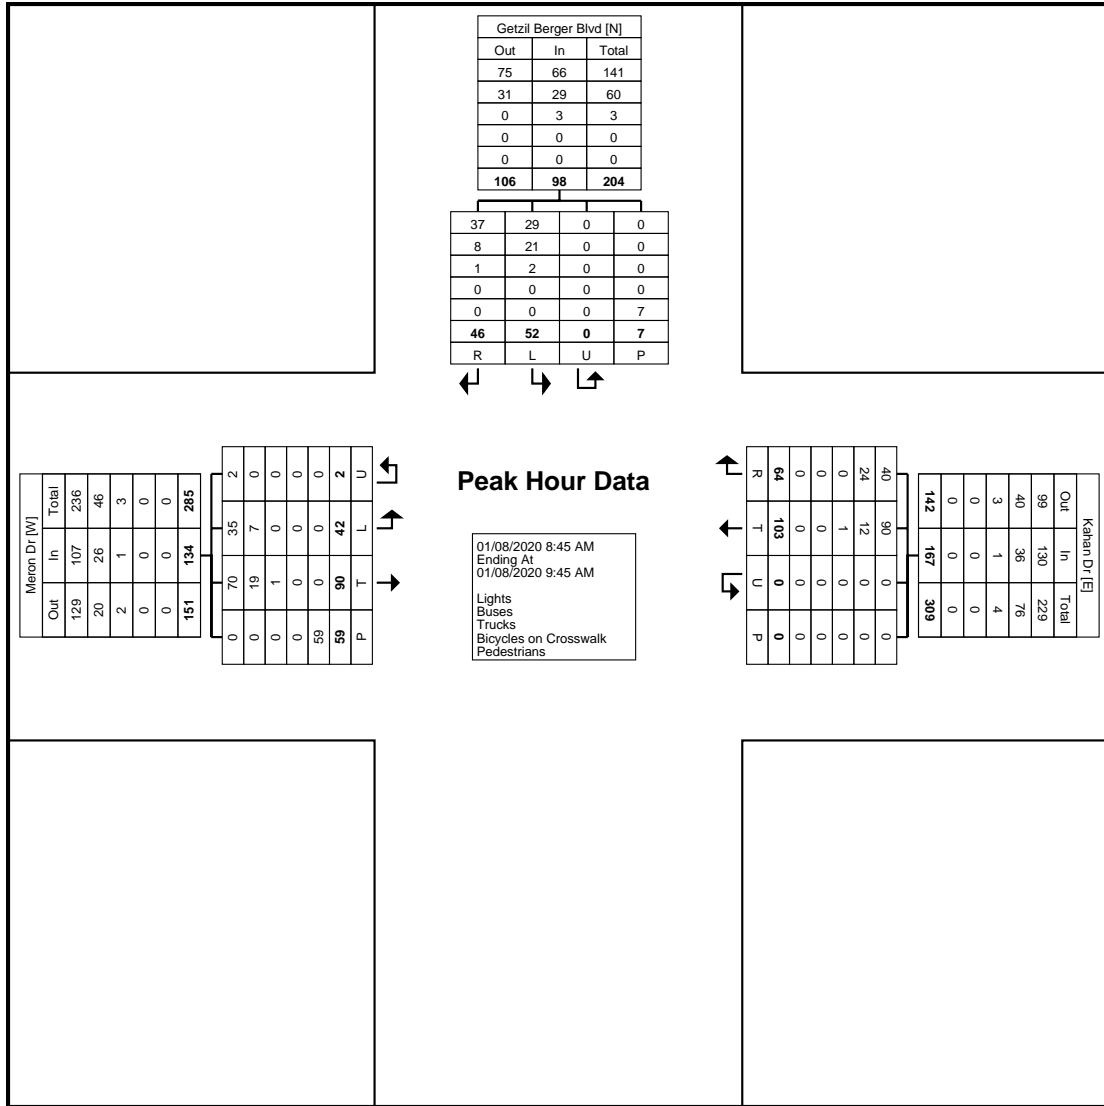 Getzil Berger Blvd [N]
Out In Total
75 66 141
31 29 60
0 3 3
0 0 0
0 0 0
106 98 204
37 29 0 0
8 21 0 0
1 2 0 0
0 0 0 0
0 0 0 7
46 52 0 7
R L U P
Meron Dr [W]
Total In Out
236 107 129
46 26 20
3 1 2
0 0 0
0 0 0
285 134 151
2 35 70 0
0 7 19 0
0 0 1 0
0 0 0 0
0 0 0 59
2 42 90 59
U L T P
Peak Hour Data
01/08/2020 8:45 AM
Ending At
01/08/2020 9:45 AM
Lights
Buses
Trucks
Bicycles on Crosswalk
Pedestrians
R T U P
64 103 0 0
0 0 0 0
0 0 0 0
0 1 0 0
24 12 0 0
40 90 0 0
Kahan Dr [E]
Out In Total
99 130 229
40 36 76
3 1 4
0 0 0
0 0 0
142 167 309